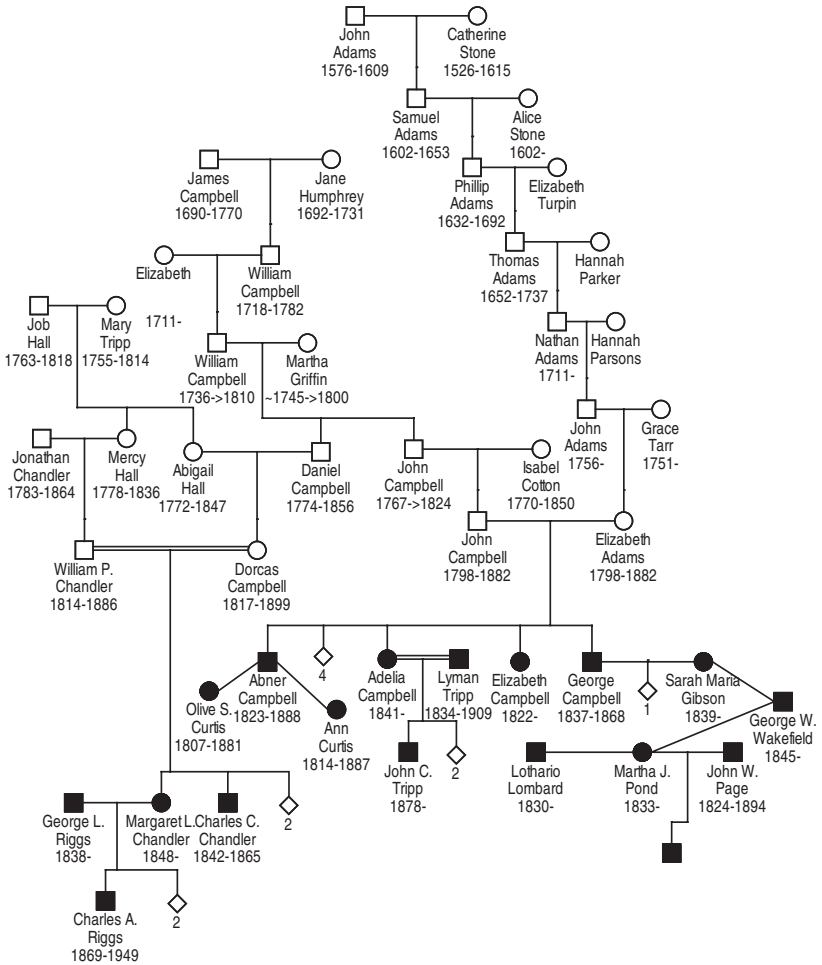 John
Adams
1576-1609
Catherine
Stone
1526-1615
Samuel
Adams
1602-1653
Alice
Stone
1602-
James
Campbell
1690-1770
Jane
Humphrey
1692-1731
Phillip
Adams
1632-1692
Elizabeth
Turpin
Elizabeth
1711-
William
Campbell
1718-1782
Thomas
Adams
1652-1737
Hannah
Parker
Job
Hall
1763-1818
Mary
Tripp
1755-1814
William
Campbell
1736->1810
Martha
Griffin
~1745->1800
Nathan
Adams
1711-
Hannah
Parsons
Jonathan
Chandler
1783-1864
Mercy
Hall
1778-1836
Abigail
Hall
1772-1847
Daniel
Campbell
1774-1856
John
Campbell
1767->1824
Isabel
Cotton
1770-1850
John
Adams
1756-
Grace
Tarr
1751-
William P.
Chandler
1814-1886
Dorcas
Campbell
1817-1899
John
Campbell
1798-1882
Elizabeth
Adams
1798-1882
Olive S.
Curtis
1807-1881
Abner
Campbell
1823-1888
Ann
Curtis
1814-1887
4
Adelia
Campbell
1841-
Lyman
Tripp
1834-1909
Elizabeth
Campbell
1822-
George
Campbell
1837-1868
1
Sarah Maria
Gibson
1839-
George W.
Wakefield
1845-
John C.
Tripp
1878-
2
Lothario
Lombard
1830-
Martha J.
Pond
1833-
John W.
Page
1824-1894
George L.
Riggs
1838-
Margaret L.
Chandler
1848-
Charles C.
Chandler
1842-1865
2
Charles A.
Riggs
1869-1949
2